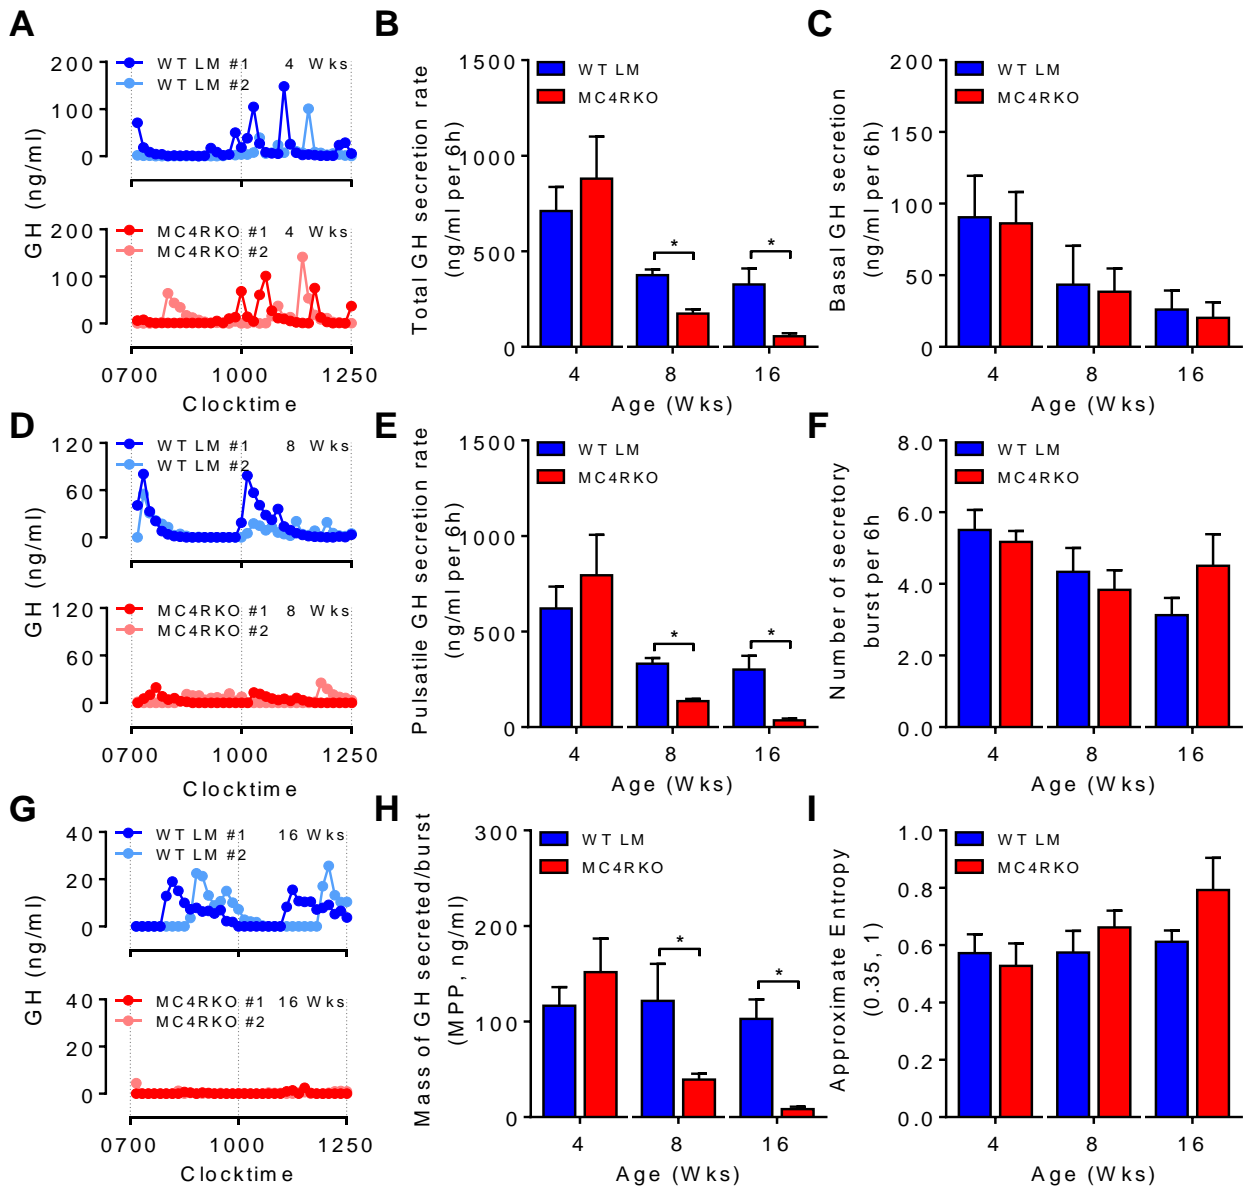 A
GH (ng/ml)
200
100
0
WT LM #1 4 Wks
WT LM #2
200
100
0
MC4RKO #1 4 Wks
MC4RKO #2
0700 1000 1250
Clocktime
B
Total GH secretion rate
(ng/ml per 6h)
1500
1000
500
0
WT LM
MC4RKO
*
*
4 8 16
Age (Wks)
C
Basal GH secretion
(ng/ml per 6h)
200
150
100
50
0
WT LM
MC4RKO
4 8 16
Age (Wks)
D
GH (ng/ml)
120
60
0
WT LM #1 8 Wks
WT LM #2
120
60
0
MC4RKO #1 8 Wks
MC4RKO #2
0700 1000 1250
Clocktime
E
Pulsatile GH secretion rate
(ng/ml per 6h)
1500
1000
500
0
WT LM
MC4RKO
*
*
4 8 16
Age (Wks)
F
Number of secretory
burst per 6h
8.0
6.0
4.0
2.0
0.0
WT LM
MC4RKO
4 8 16
Age (Wks)
G
GH (ng/ml)
40
20
0
WT LM #1 16 Wks
WT LM #2
40
20
0
MC4RKO #1 16 Wks
MC4RKO #2
0700 1000 1250
Clocktime
H
Mass of GH secreted/burst
(MPP, ng/ml)
300
200
100
0
WT LM
MC4RKO
*
*
4 8 16
Age (Wks)
I
Approximate Entropy
(0.35, 1)
1.0
0.8
0.6
0.4
0.2
0.0
WT LM
MC4RKO
4 8 16
Age (Wks)